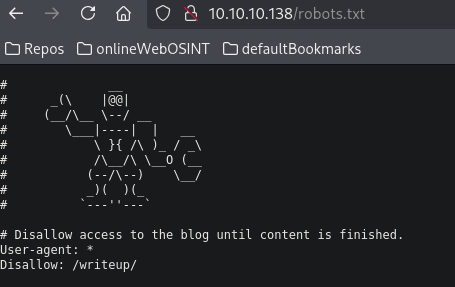 10.10.10.138/robots.txt
Repos onlineWebOSINT defaultBookmarks
#              __
#      _(\    |@@|
#     (__/\__ \--/ __
#        \___|----|  |   __
#            \ }{ /\ )_ / _\
#            /\__/\ \__O (__
#           (--/\--)    \__/
#           _)(  )(_
#          `---''---`
# Disallow access to the blog until content is finished.
User-agent: *
Disallow: /writeup/